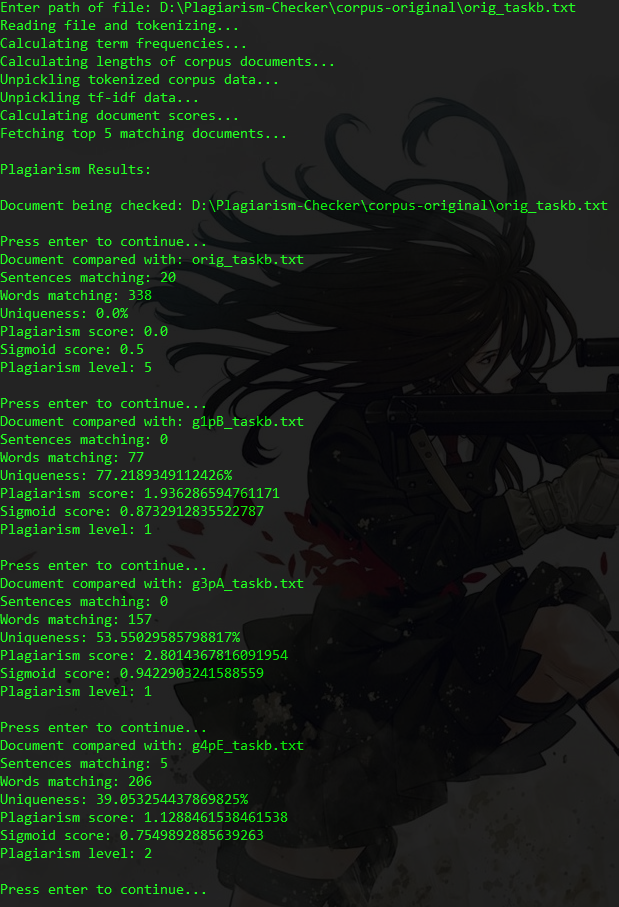 Enter path of file: D:\Plagiarism-Checker\corpus-original\orig_taskb.txt
Reading file and tokenizing...
Calculating term frequencies...
Calculating lengths of corpus documents...
Unpickling tokenized corpus data...
Unpickling tf-idf data...
Calculating document scores...
Fetching top 5 matching documents...
Plagiarism Results:
Document being checked: D:\Plagiarism-Checker\corpus-original\orig_taskb.txt
Press enter to continue...
Document compared with: orig_taskb.txt
Sentences matching: 20
Words matching: 338
Uniqueness: 0.0%
Plagiarism score: 0.0
Sigmoid score: 0.5
Plagiarism level: 5
Press enter to continue...
Document compared with: g1pB_taskb.txt
Sentences matching: 0
Words matching: 77
Uniqueness: 77.2189349112426%
Plagiarism score: 1.936286594761171
Sigmoid score: 0.8732912835522787
Plagiarism level: 1
Press enter to continue...
Document compared with: g3pA_taskb.txt
Sentences matching: 0
Words matching: 157
Uniqueness: 53.55029585798817%
Plagiarism score: 2.8014367816091954
Sigmoid score: 0.9422903241588559
Plagiarism level: 1
Press enter to continue...
Document compared with: g4pE_taskb.txt
Sentences matching: 5
Words matching: 206
Uniqueness: 39.053254437869825%
Plagiarism score: 1.1288461538461538
Sigmoid score: 0.7549892885639263
Plagiarism level: 2
Press enter to continue...